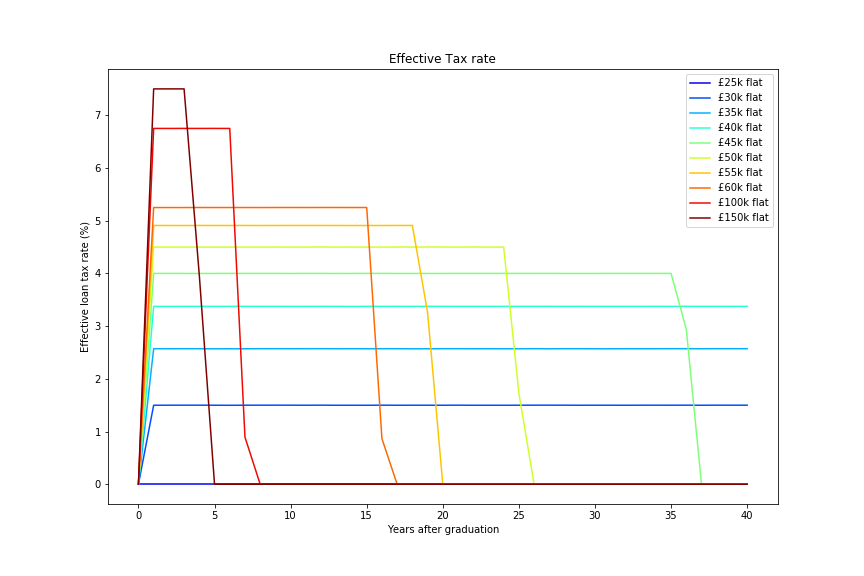 Effective Tax rate
Effective loan tax rate (%)
7
6
5
4
3
2
1
0
0 5 10 15 20 25 30 35 40
Years after graduation
£25k flat
£30k flat
£35k flat
£40k flat
£45k flat
£50k flat
£55k flat
£60k flat
£100k flat
£150k flat